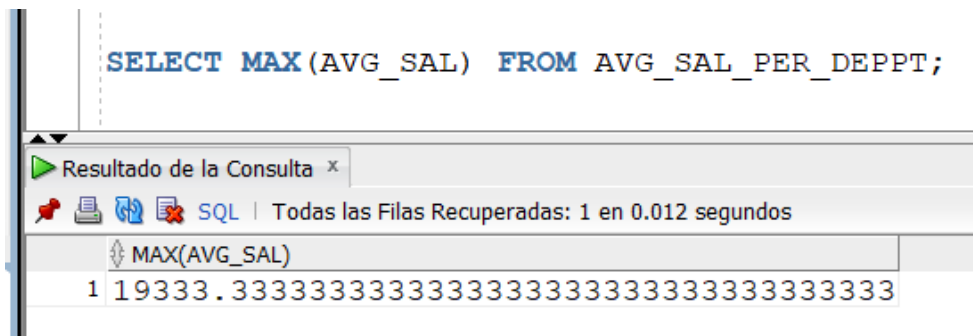 SELECT MAX(AVG_SAL) FROM AVG_SAL_PER_DEPPT;
Resultado de la Consulta x
SQL | Todas las Filas Recuperadas: 1 en 0.012 segundos
MAX(AVG_SAL)
1 19333.3333333333333333333333333333333333